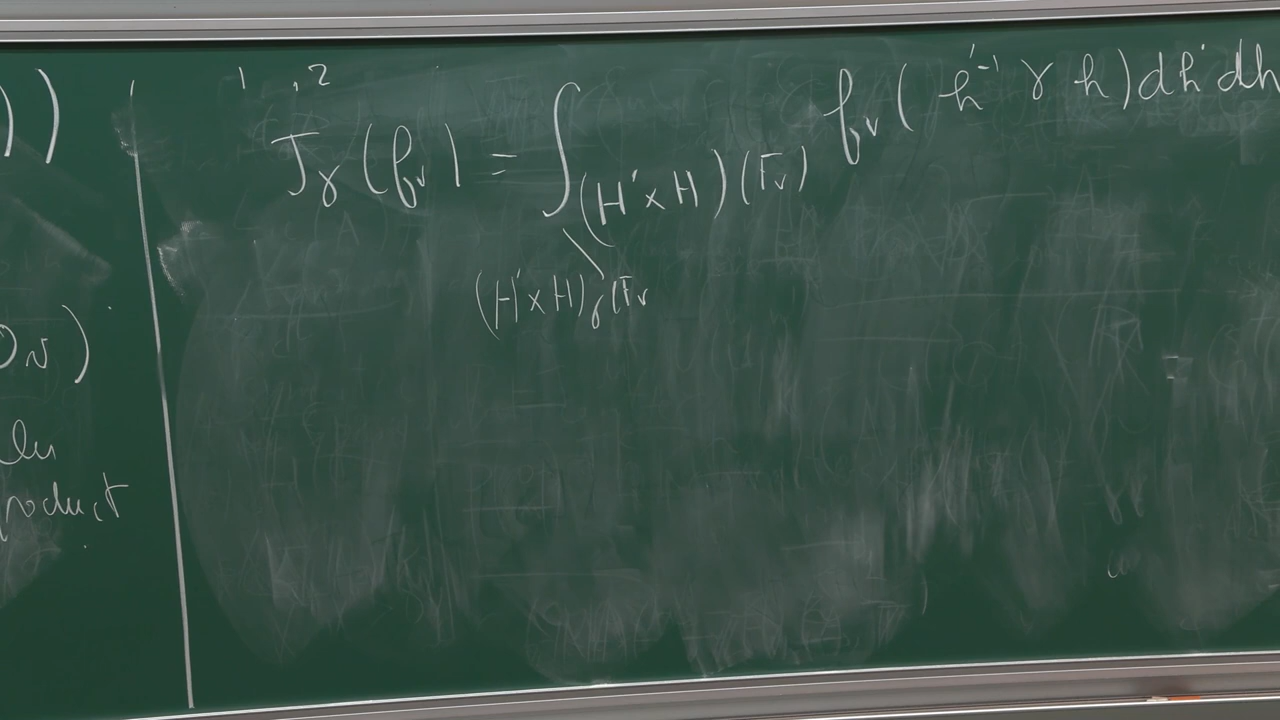 ))
1 , 2
J_γ(f_v) = ∫_{(H'×H)(F_v)} f_v(h'^{-1} γ h) dh' dh
(H'×H)_γ(F_v
O_v)
product